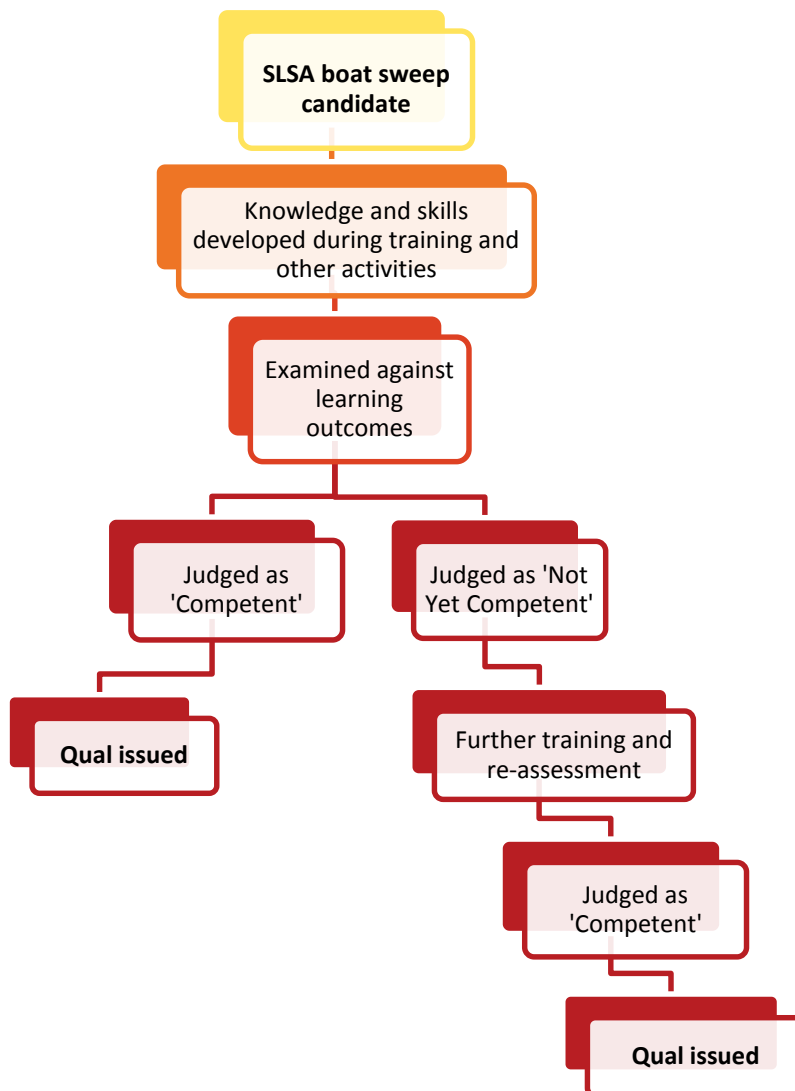 SLSA boat sweep
candidate
Knowledge and skills
developed during training and
other activities
Examined against
learning
outcomes
Judged as
'Competent'
Judged as 'Not
Yet Competent'
Qual issued
Further training and
re-assessment
Judged as
'Competent'
Qual issued